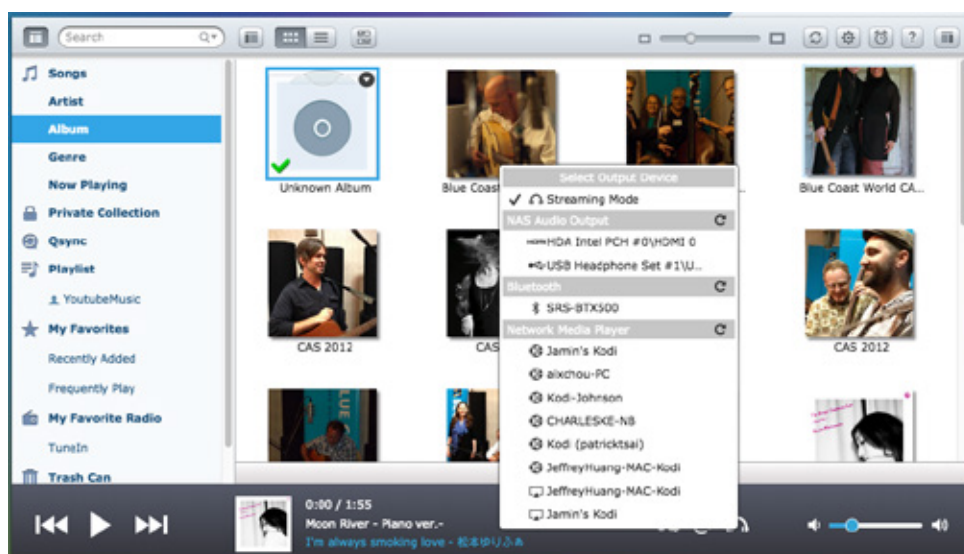 Search
Songs
Artist
Album
Genre
Now Playing
Private Collection
Qsync
Playlist
YoutubeMusic
My Favorites
Recently Added
Frequently Play
My Favorite Radio
TuneIn
Trash Can
Unknown Album
Blue Coast
Blue Coast World CA...
CAS 2012
CAS
CAS 2012
Select Output Device
Streaming Mode
NAS Audio Output
HDA Intel PCH #0\HDMI 0
USB Headphone Set #1\U...
Bluetooth
SRS-BTX500
Network Media Player
Jamin's Kodi
aixchou-PC
Kodi-Johnson
CHARLESKE-NB
Kodi (patricktsai)
JeffreyHuang-MAC-Kodi
JeffreyHuang-MAC-Kodi
Jamin's Kodi
0:00 / 1:55
Moon River - Piano ver.-
I'm always smoking love - 松本ゆりふぁ